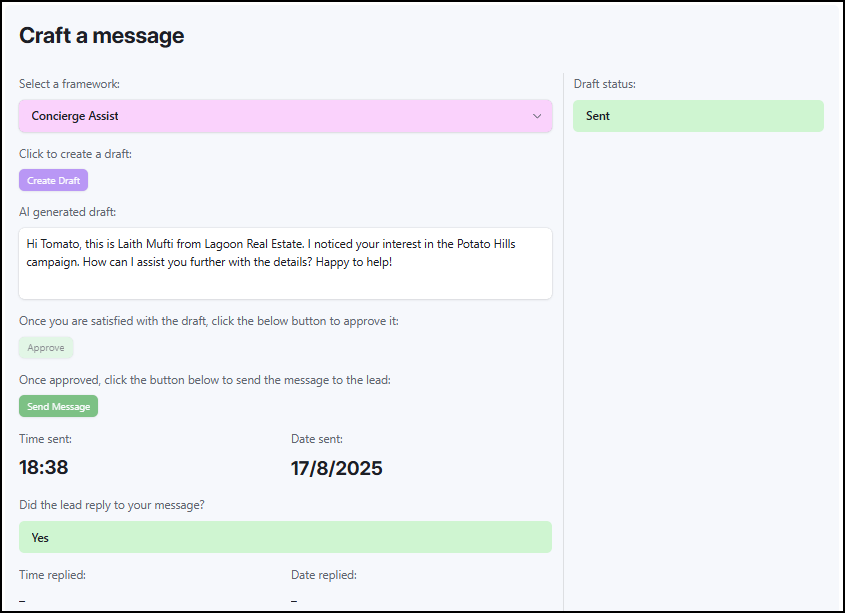 Craft a message
Select a framework:
Concierge Assist
Click to create a draft:
Create Draft
AI generated draft:
Hi Tomato, this is Laith Mufti from Lagoon Real Estate. I noticed your interest in the Potato Hills
campaign. How can I assist you further with the details? Happy to help!
Once you are satisfied with the draft, click the below button to approve it:
Approve
Once approved, click the button below to send the message to the lead:
Send Message
Time sent:
18:38
Date sent:
17/8/2025
Did the lead reply to your message?
Yes
Time replied:
–
Date replied:
–
Draft status:
Sent